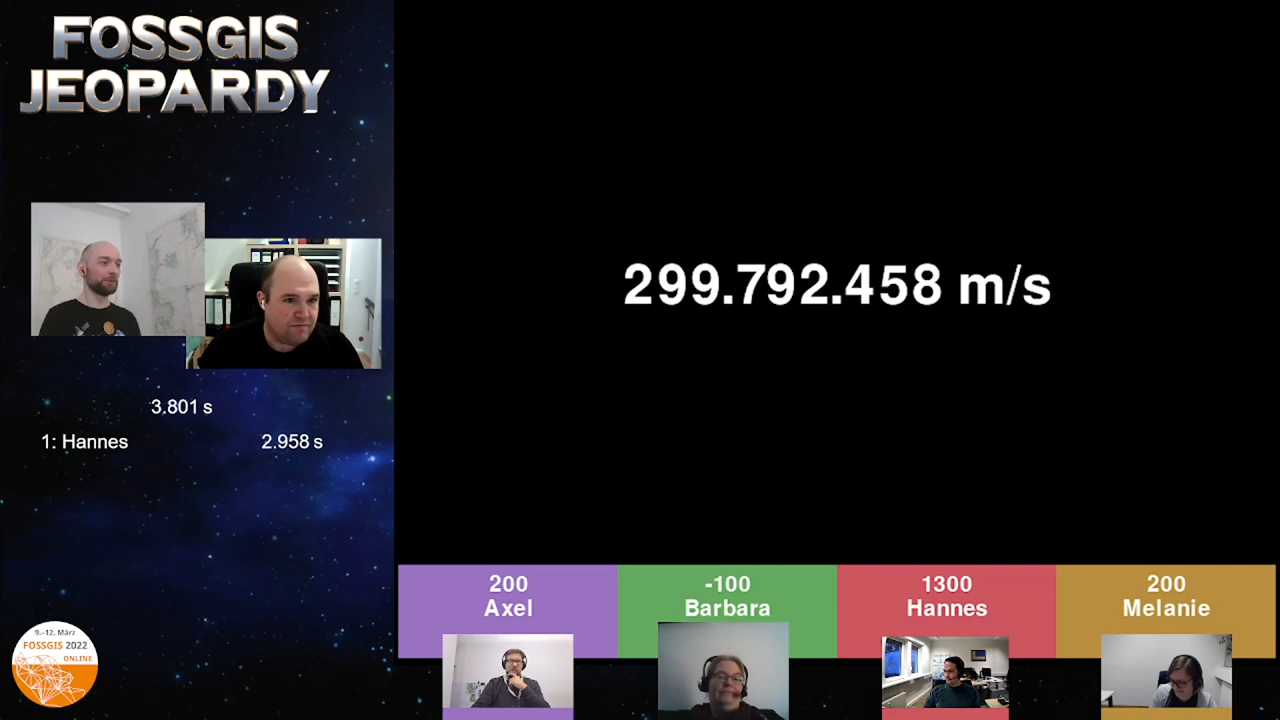 FOSSGIS
JEOPARDY
299.792.458 m/s
3.801 s
1: Hannes 2.958 s
200
Axel
-100
Barbara
1300
Hannes
200
Melanie
9.–12. März
FOSSGIS 2022
ONLINE